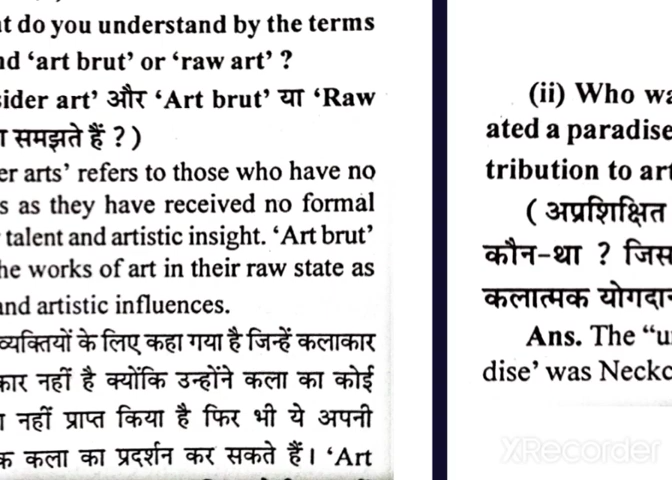 at do you understand by the terms
nd ‘art brut’ or ‘raw art’ ?
sider art’ और ‘Art brut’ या ‘Raw
ा समझते हैं ?)
er arts’ refers to those who have no
s as they have received no formal
talent and artistic insight. ‘Art brut’
he works of art in their raw state as
and artistic influences.
व्यक्तियों के लिए कहा गया है जिन्हें कलाकार
कार नहीं है क्योंकि उन्होंने कला का कोई
नहीं प्राप्त किया है फिर भी ये अपनी
क कला का प्रदर्शन कर सकते हैं। ‘Art
(ii) Who wa
ated a paradise
tribution to art
( अप्रशिक्षित
कौन-था ? जिस
कलात्मक योगदान
Ans. The “u
dise’ was Neckc
XRecorder